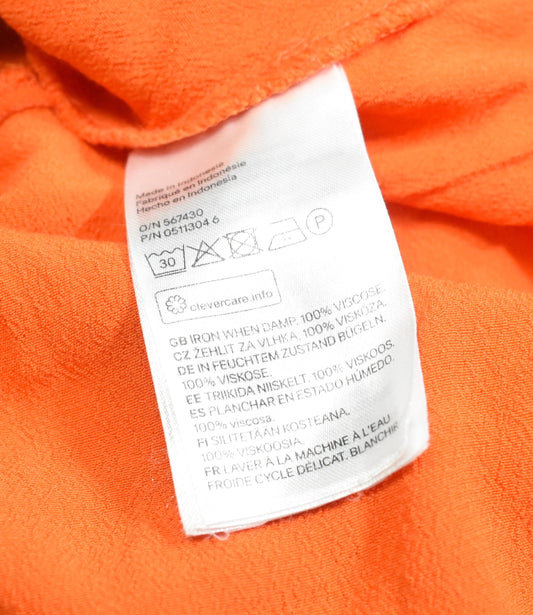 Made in Indonesia
Fabriqué en Indonésie
Hecho en Indonesia
O/N 567430
P/N 0511304.6
30 P
clevercare.info
GB IRON WHEN DAMP. 100% VISCOSE.
CZ ŽEHLIT ZA VLHKA. 100% VISKÓZA.
DE IN FEUCHTEM ZUSTAND BÜGELN.
100% VISKOSE.
EE TRIIKIDA NIISKELT. 100% VISKOOS.
ES PLANCHAR EN ESTADO HÚMEDO.
100% viscosa.
FI SILITETÄÄN KOSTEANA.
100% VISKOOSIA.
FR LAVER À LA MACHINE À L'EAU
FROIDE CYCLE DÉLICAT. BLANCHIR